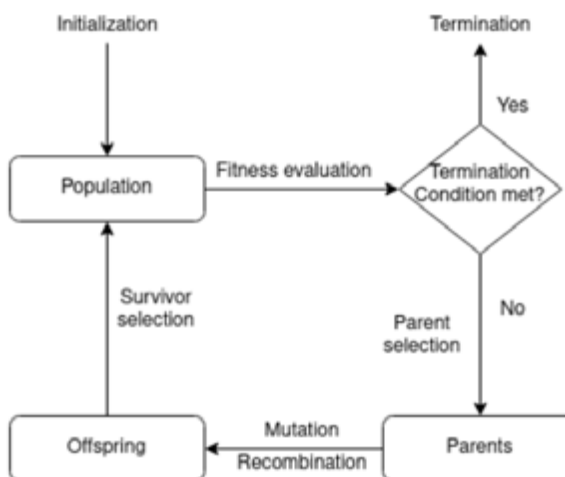 Initialization
Termination
Yes
Population
Fitness evaluation
Termination
Condition met?
Survivor
selection
Parent
selection
No
Offspring
Mutation
Recombination
Parents